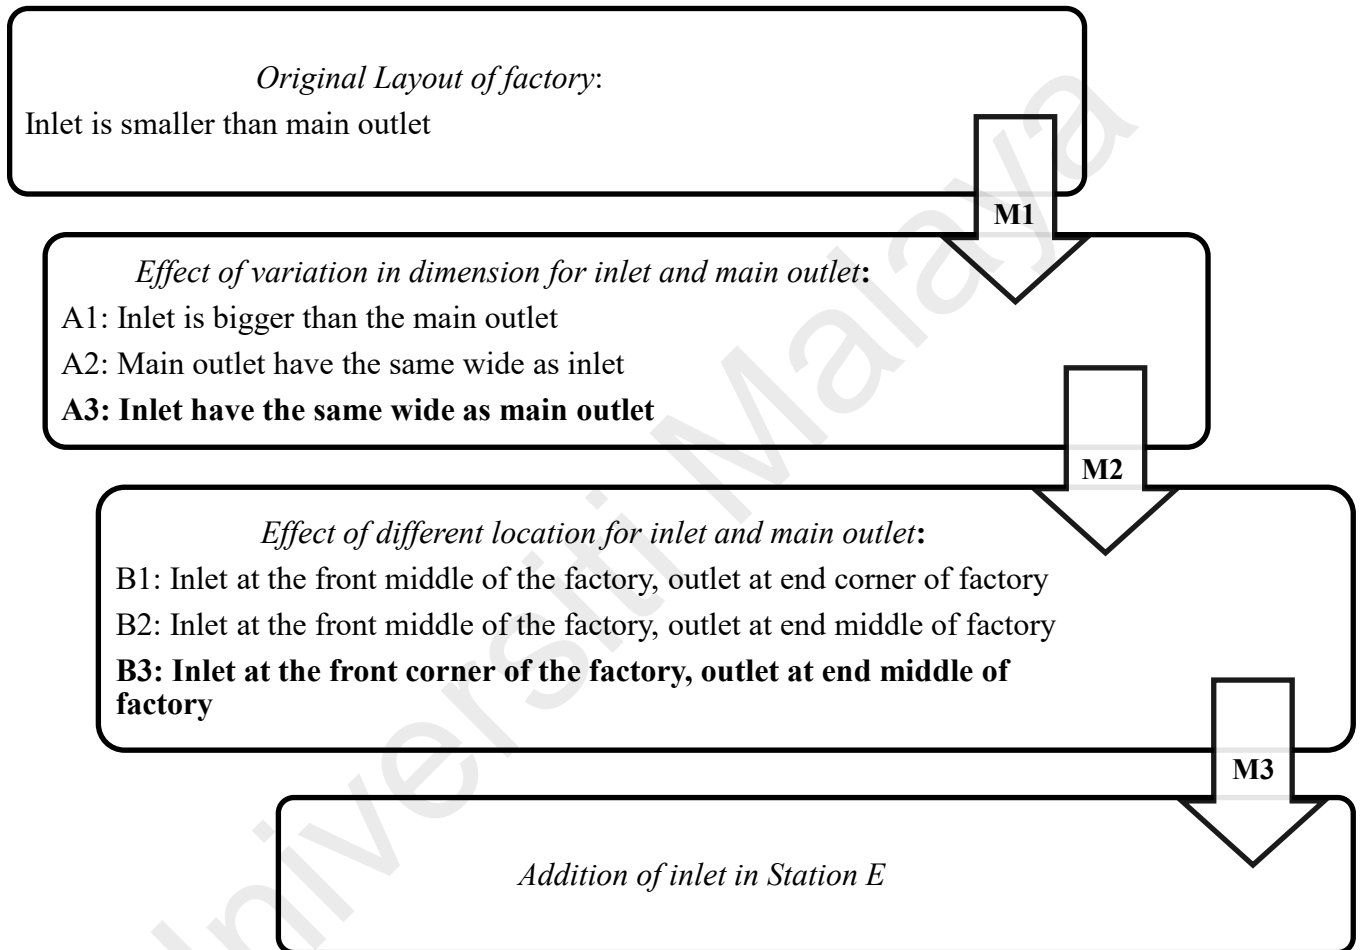 Original Layout of factory:
Inlet is smaller than main outlet
M1
Effect of variation in dimension for inlet and main outlet:
A1: Inlet is bigger than the main outlet
A2: Main outlet have the same wide as inlet
A3: Inlet have the same wide as main outlet
M2
Effect of different location for inlet and main outlet:
B1: Inlet at the front middle of the factory, outlet at end corner of factory
B2: Inlet at the front middle of the factory, outlet at end middle of factory
B3: Inlet at the front corner of the factory, outlet at end middle of
factory
M3
Addition of inlet in Station E
niversiti Malaya